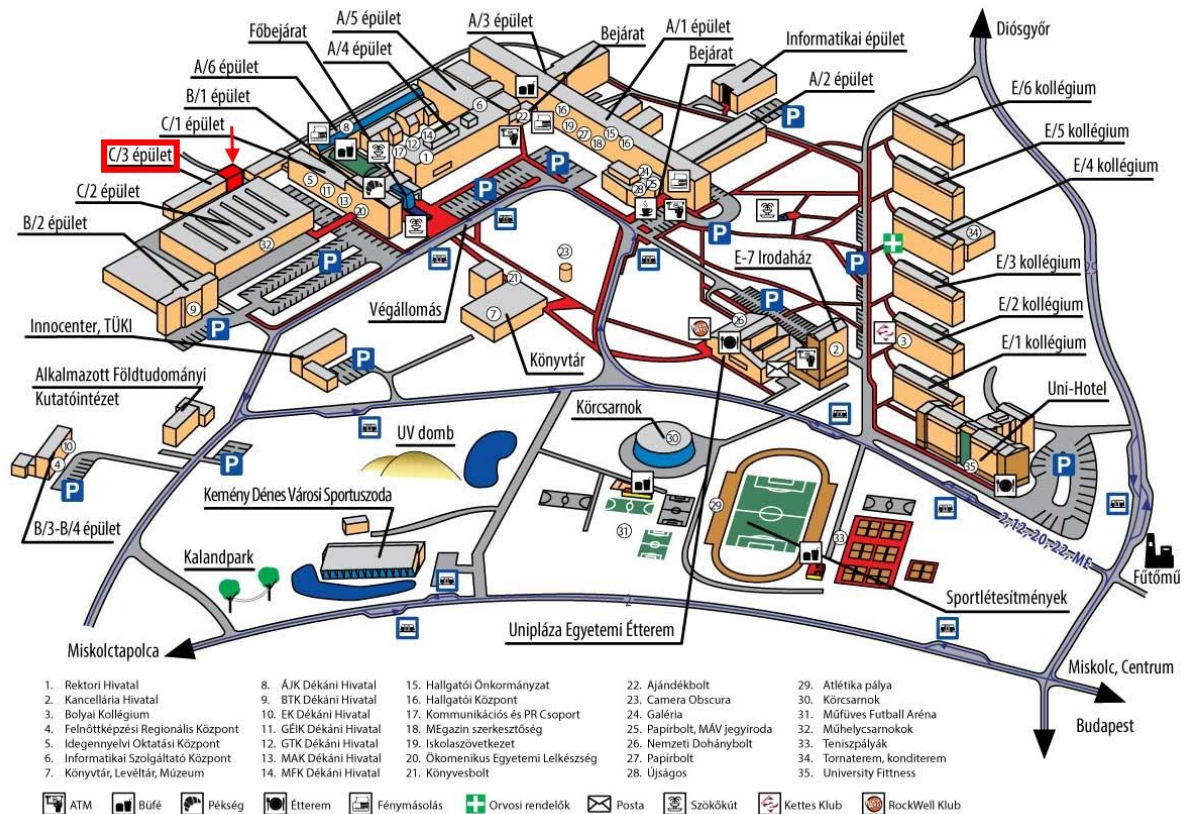 Diósgyőr
A/5 épület
A/3 épület
Bejárat
A/1 épület
Informatikai épület
Főbejárat
A/4 épület
Bejárat
A/6 épület
A/2 épület
E/6 kollégium
B/1 épület
E/5 kollégium
C/1 épület
E/4 kollégium
C/3 épület
C/2 épület
B/2 épület
E-7 Irodaház
E/3 kollégium
E/2 kollégium
Végállomás
Innocenter, TÜKI
Könyvtár
E/1 kollégium
Alkalmazott Földtudományi
Kutatóintézet
Uni-Hotel
Körcsarnok
UV domb
Kemény Dénes Városi Sportuszoda
B/3-B/4 épület
2, 12, 20, 22, ME
Kalandpark
Fűtőmű
Sportlétesítmények
2
Unipláza Egyetemi Étterem
Miskolctapolca
Miskolc, Centrum
Budapest
1. Rektori Hivatal
2. Kancellária Hivatal
3. Bolyai Kollégium
4. Felnőttképzési Regionális Központ
5. Idegennyelvi Oktatási Központ
6. Informatikai Szolgáltató Központ
7. Könyvtár, Levéltár, Múzeum
8. ÁJK Dékáni Hivatal
9. BTK Dékáni Hivatal
10. EK Dékáni Hivatal
11. GÉIK Dékáni Hivatal
12. GTK Dékáni Hivatal
13. MAK Dékáni Hivatal
14. MFK Dékáni Hivatal
15. Hallgatói Önkormányzat
16. Hallgatói Központ
17. Kommunikációs és PR Csoport
18. MEgazin szerkesztőség
19. Iskolaszövetkezet
20. Ökomenikus Egyetemi Lelkészség
21. Könyvesbolt
22. Ajándékbolt
23. Camera Obscura
24. Galéria
25. Papírbolt, MÁV jegyiroda
26. Nemzeti Dohánybolt
27. Papírbolt
28. Újságos
29. Atlétika pálya
30. Körcsarnok
31. Műfüves Futball Aréna
32. Műhelycsarnokok
33. Teniszpályák
34. Tornaterem, konditerem
35. University Fittness
ATM
Büfé
Pékség
Étterem
Fénymásolás
Orvosi rendelők
Posta
Szökőkút
Kettes Klub
RockWell Klub